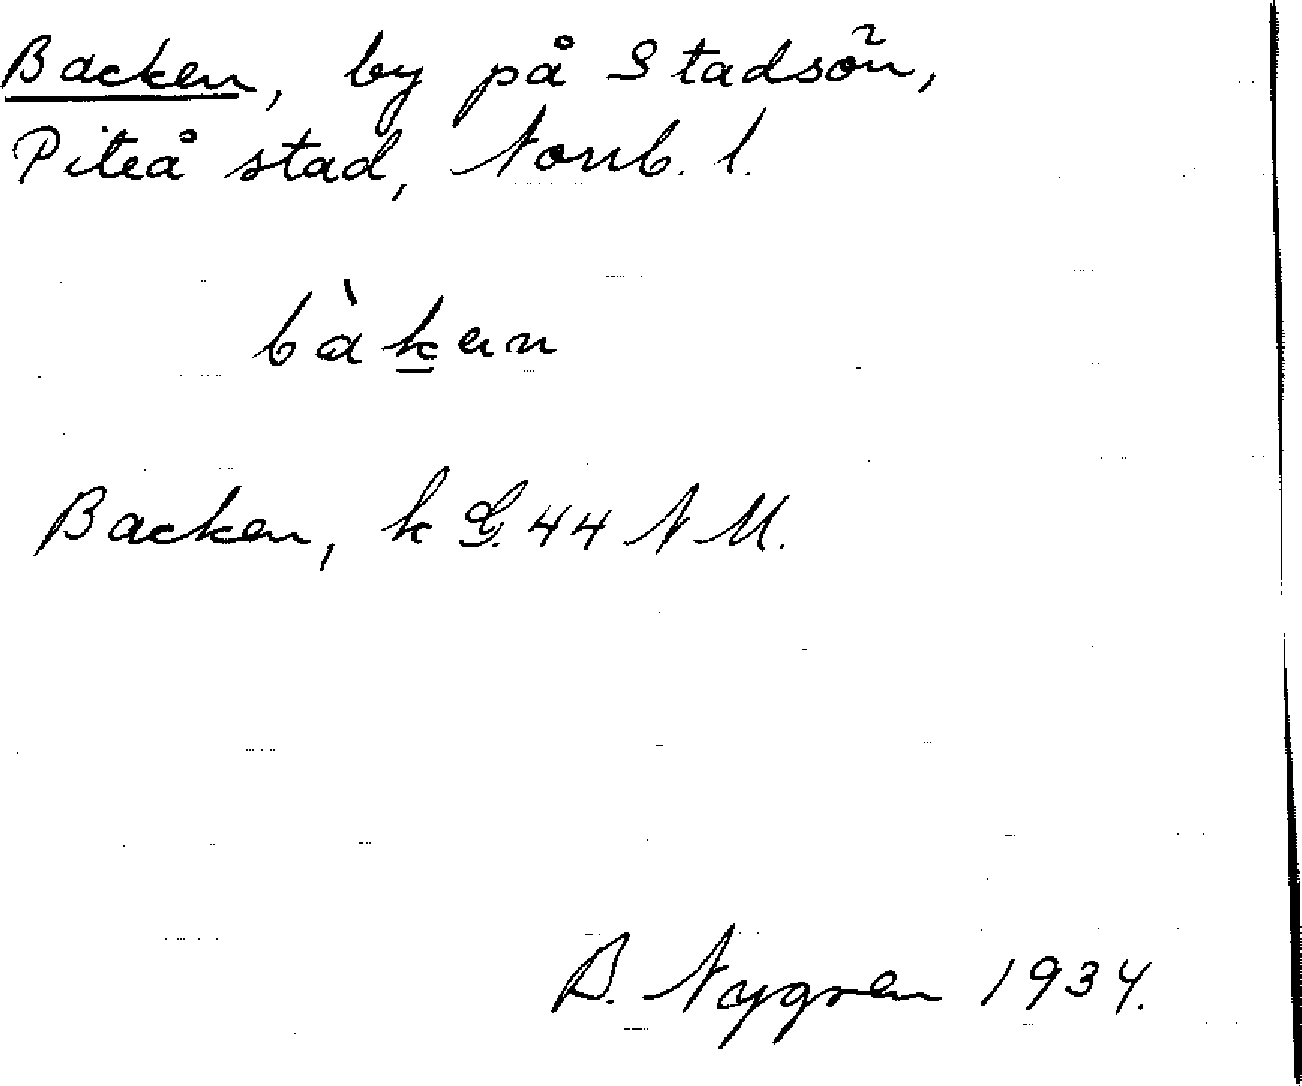 Backen, by på Stadsön,
Piteå stad, Norrb. l.
bàken
Backen, k G. 44 N M.
B. Nygren 1934.